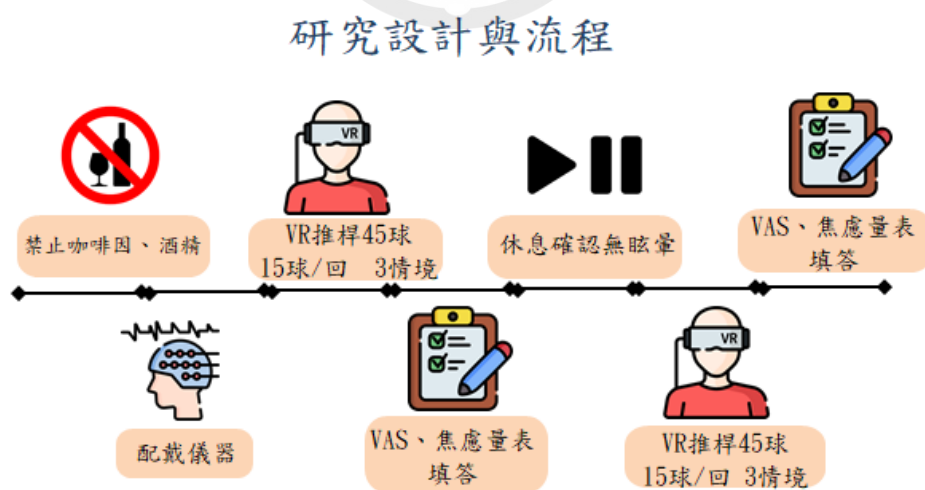 研究設計與流程
禁止咖啡因、酒精
配戴儀器
VR
VR推桿45球
15球/回 3情境
VAS、焦慮量表
填答
休息確認無眩暈
VR
VR推桿45球
15球/回 3情境
VAS、焦慮量表
填答